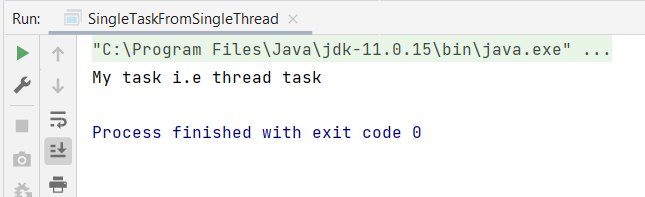 Run: SingleTaskFromSingleThread
"C:\Program Files\Java\jdk-11.0.15\bin\java.exe" ...
My task i.e thread task
Process finished with exit code 0